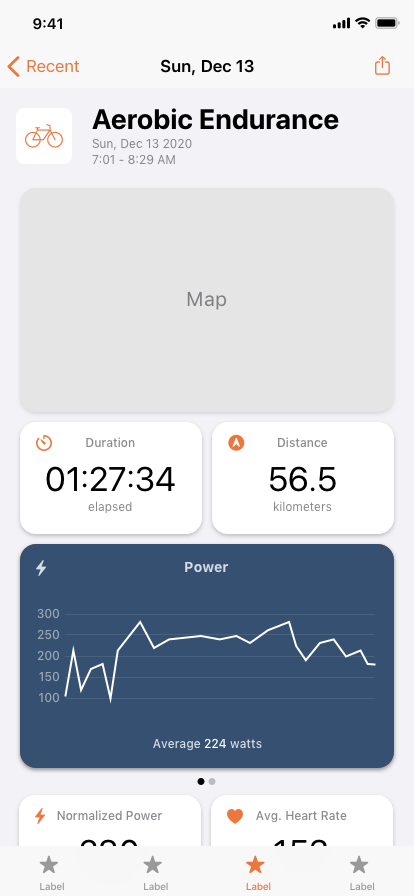 9:41
Recent
Sun, Dec 13
Aerobic Endurance
Sun, Dec 13 2020
7:01 - 8:29 AM
Map
Duration
01:27:34
elapsed
Distance
56.5
kilometers
Power
300
250
200
150
100
Average 224 watts
Normalized Power
Avg. Heart Rate
Label
Label
Label
Label